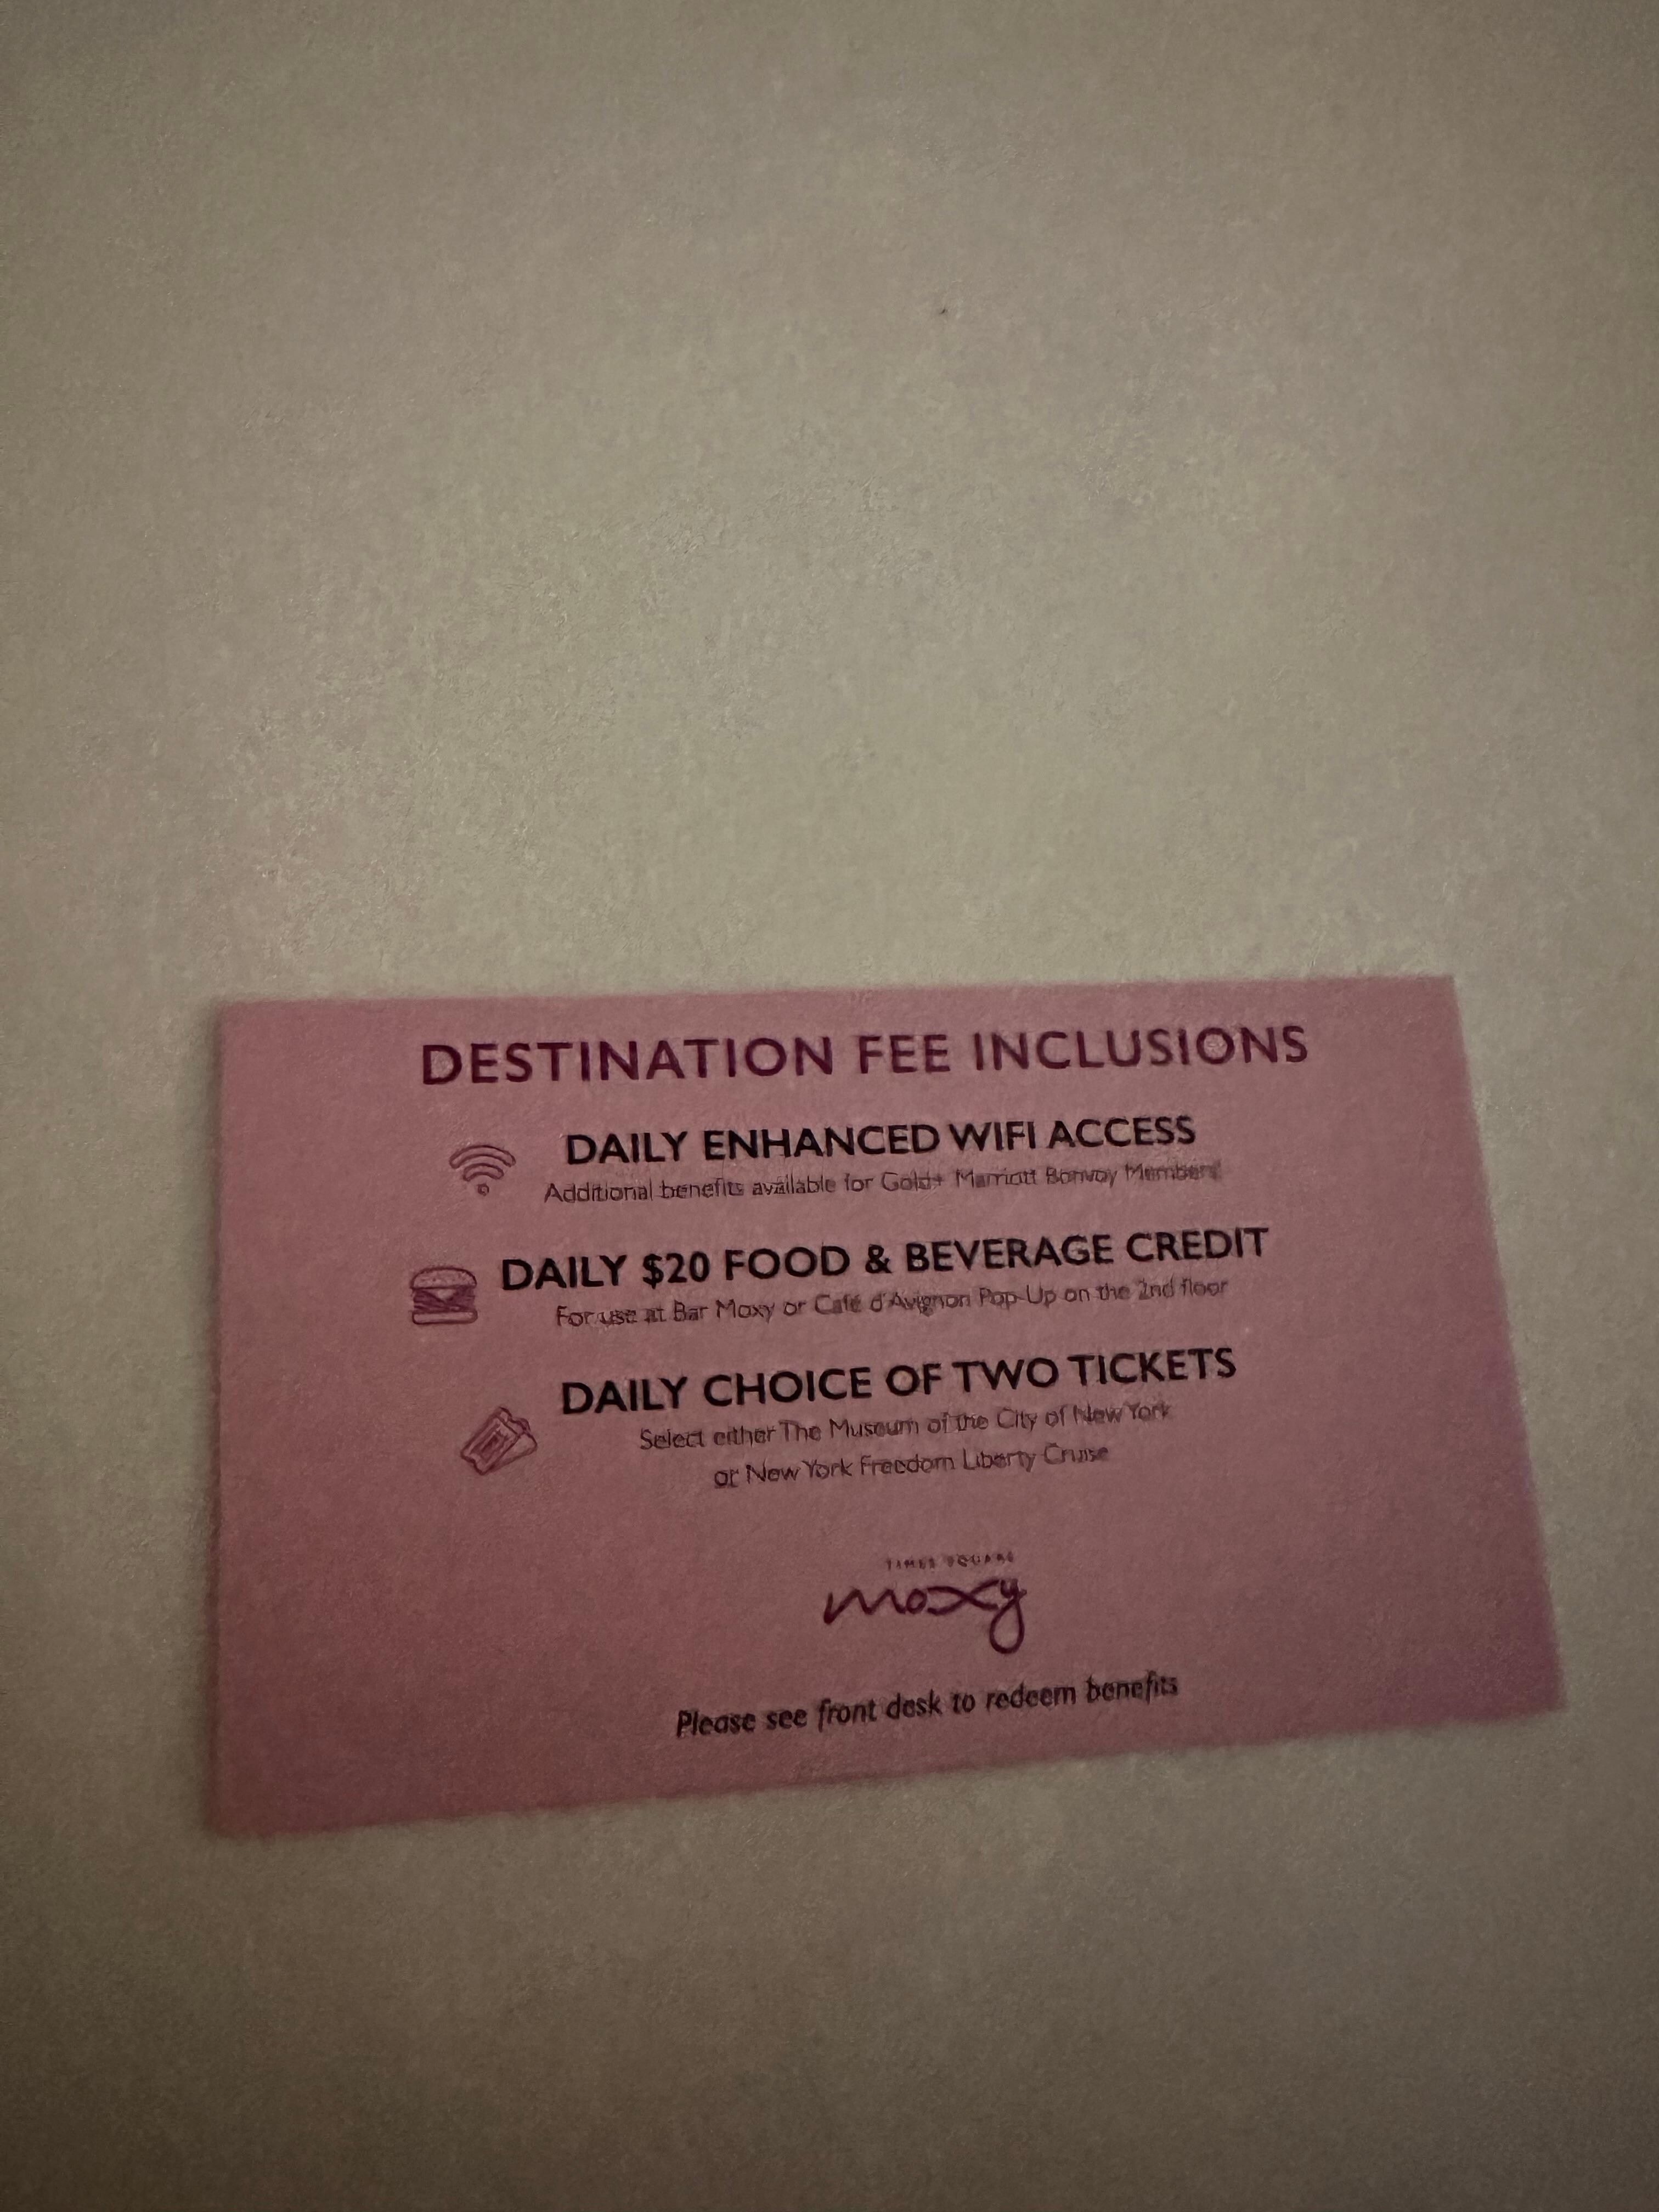 DESTINATION FEE INCLUSIONS
DAILY ENHANCED WIFI ACCESS
Additional benefits available for Gold+ Marriott Bonvoy Members
DAILY $20 FOOD & BEVERAGE CREDIT
For use at Bar Moxy or Café d'Avignon Pop-Up on the 2nd floor
DAILY CHOICE OF TWO TICKETS
Select either The Museum of the City of New York
or New York Freedom Liberty Cruise
TIMES SQUARE
moxy
Please see front desk to redeem benefits